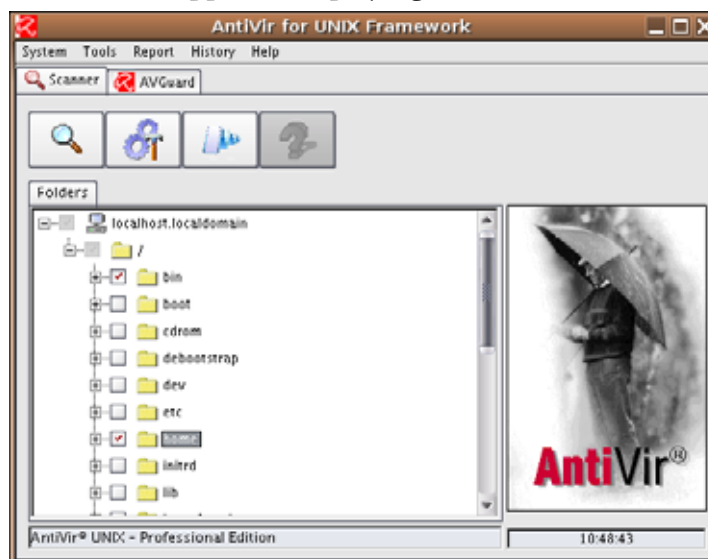 AntiVir for UNIX Framework
System Tools Report History Help
Scanner AVGuard
Folders
localhost.localdomain
/
bin
boot
cdrom
debootstrap
dev
etc
home
initrd
lib
AntiVir®
AntiVir® UNIX - Professional Edition
10:48:43